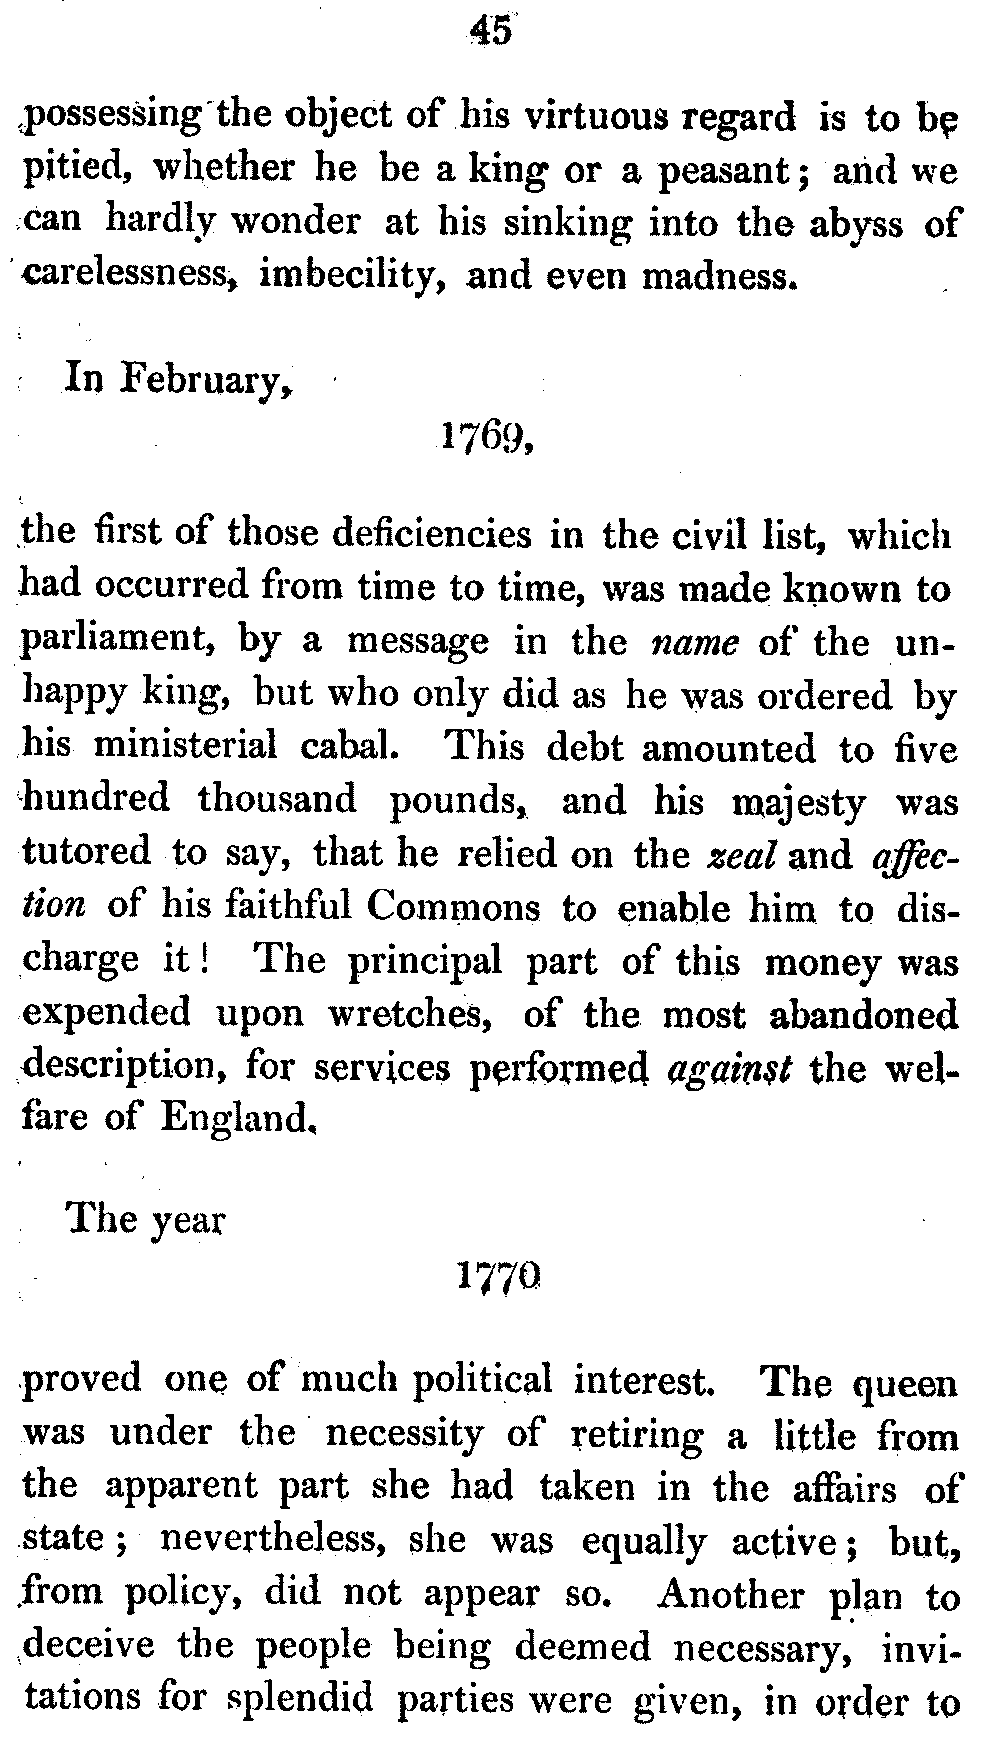 45
possessing the object of his virtuous regard is to be
pitied, whether he be a king or a peasant; and we
can hardly wonder at his sinking into the abyss of
carelessness, imbecility, and even madness.
In February,
1769,
the first of those deficiencies in the civil list, which
had occurred from time to time, was made known to
parliament, by a message in the name of the un-
happy king, but who only did as he was ordered by
his ministerial cabal. This debt amounted to five
hundred thousand pounds, and his majesty was
tutored to say, that he relied on the zeal and affec-
tion of his faithful Commons to enable him to dis-
charge it! The principal part of this money was
expended upon wretches, of the most abandoned
description, for services performed against the wel-
fare of England.
The year
1770
proved one of much political interest. The queen
was under the necessity of retiring a little from
the apparent part she had taken in the affairs of
state; nevertheless, she was equally active; but,
from policy, did not appear so. Another plan to
deceive the people being deemed necessary, invi-
tations for splendid parties were given, in order to